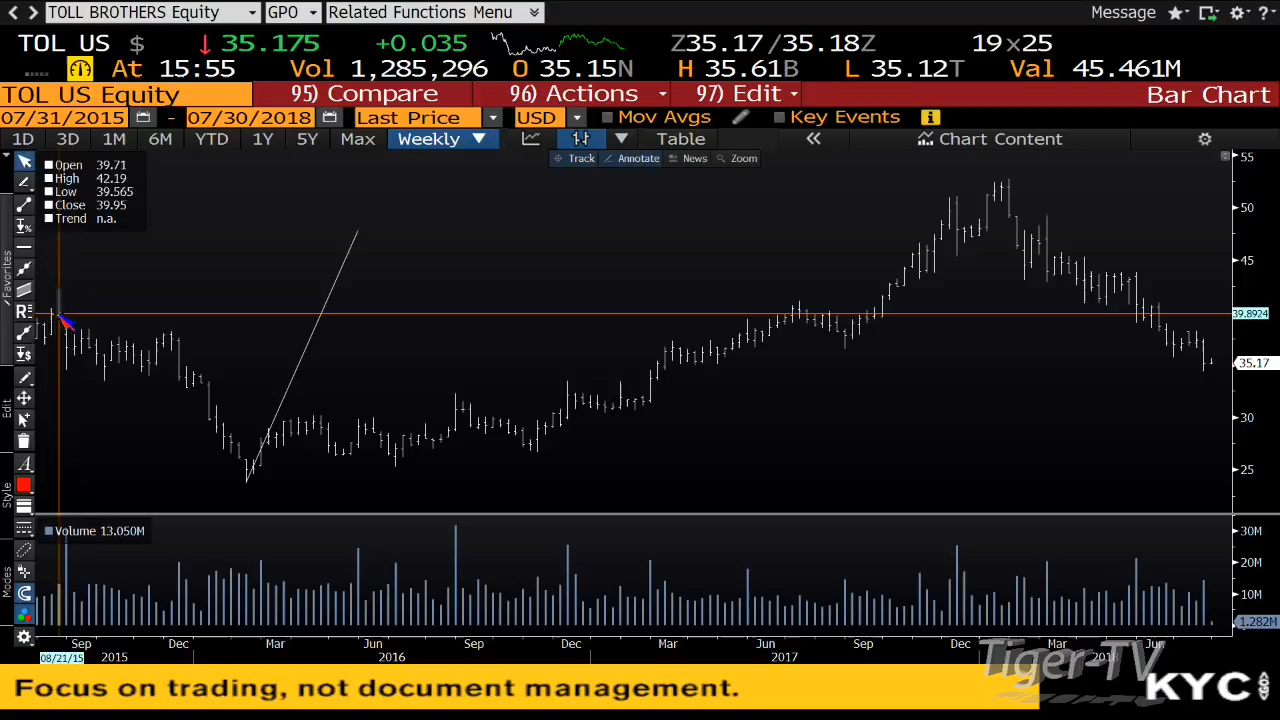 TOLL BROTHERS Equity GPO Related Functions Menu Message
TOL US $ 35.175 +0.035 Z35.17/35.18Z 19x25
At 15:55 Vol 1,285,296 O 35.15N H 35.61B L 35.12T Val 45.461M
TOL US Equity 95) Compare 96) Actions 97) Edit Bar Chart
07/31/2015 - 07/30/2018 Last Price USD Mov Avgs Key Events
1D 3D 1M 6M YTD 1Y 5Y Max Weekly Table Chart Content
Track Annotate News Zoom
Open 39.71
High 42.19
Low 39.565
Close 39.95
Trend n.a.
Favorites
Edit
Style
Modes
55
50
45
39.8924
35.17
30
25
Volume 13.050M
30M
20M
10M
1.282M
Sep Dec Mar Jun Sep Dec Mar Jun Sep Dec Mar Jun
08/21/15 2015 2016 2017 2018
Tiger-TV
Focus on trading, not document management.
KYC